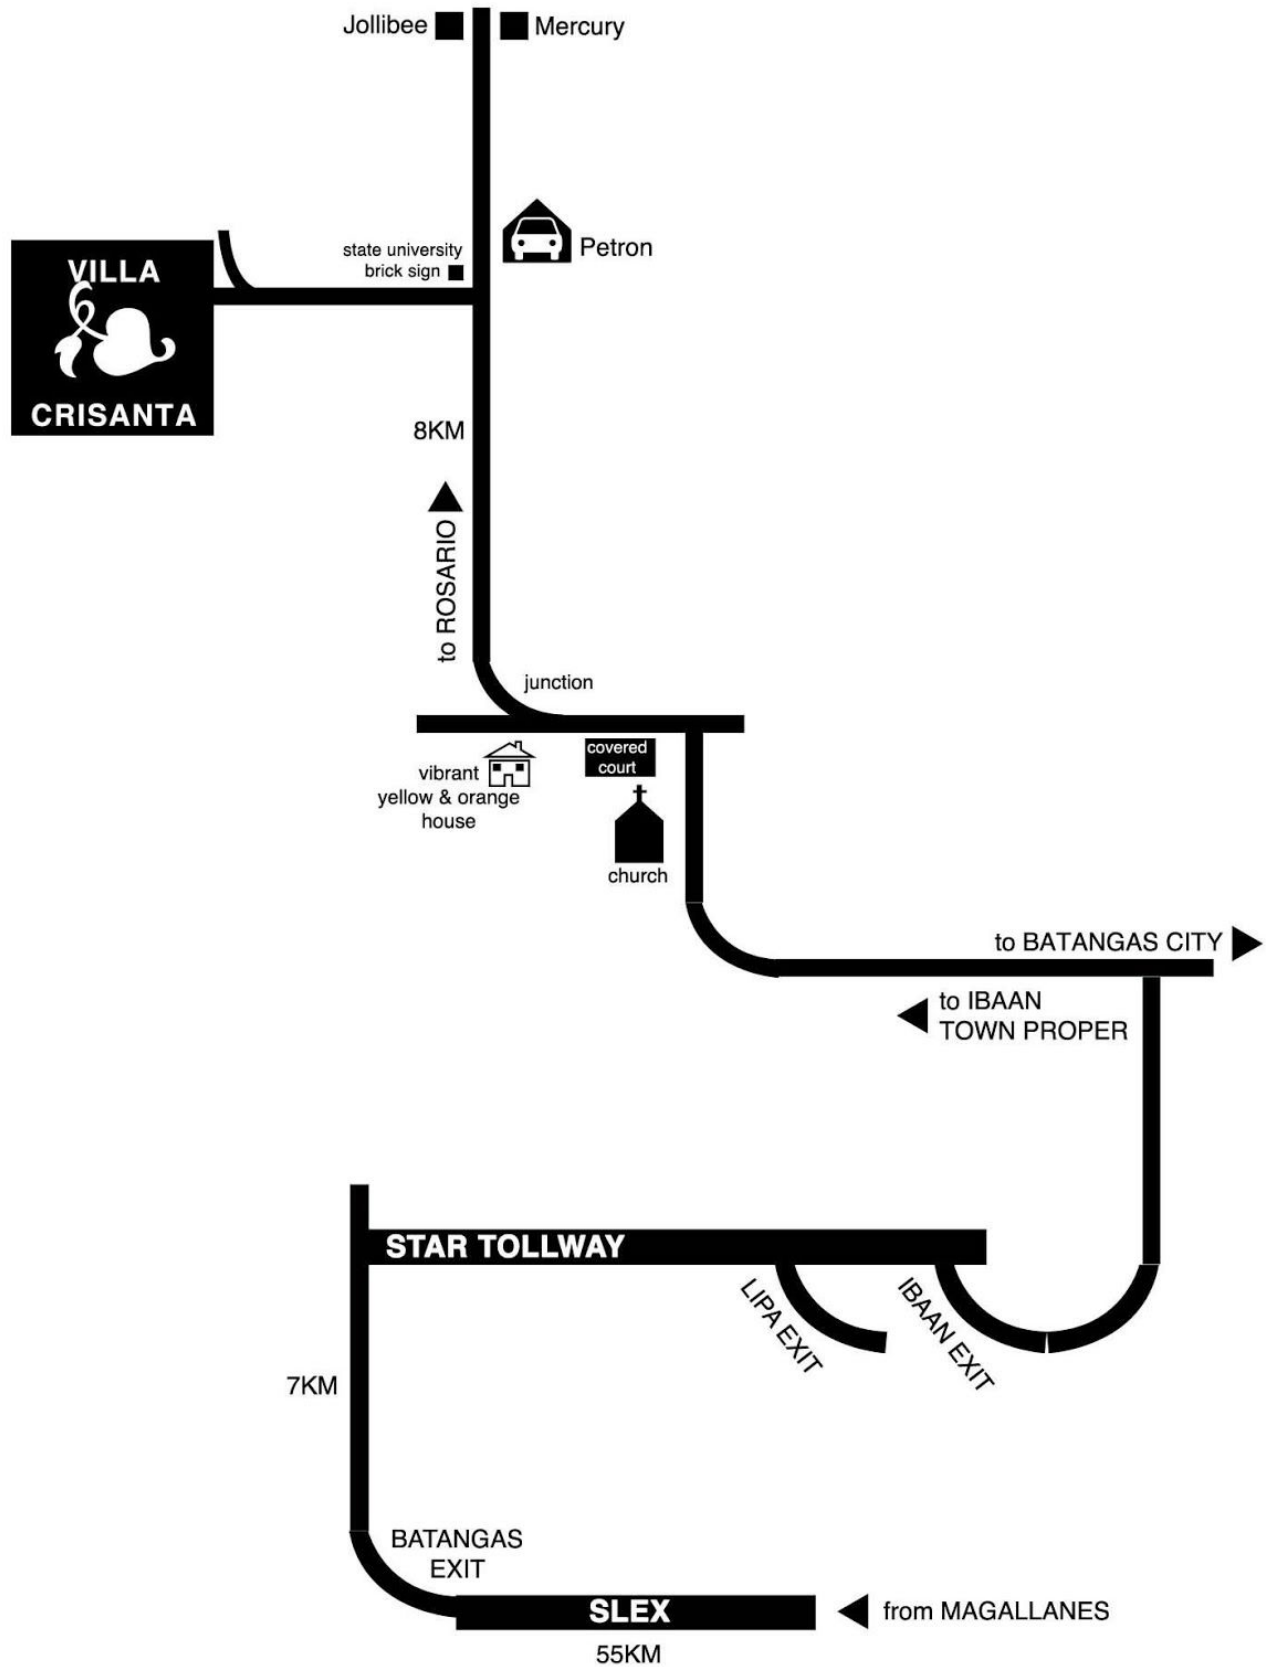 Jollibee
Mercury
state university
brick sign
Petron
VILLA
CRISANTA
8KM
to ROSARIO
junction
covered
court
vibrant
yellow & orange
house
church
to BATANGAS CITY
to IBAAN
TOWN PROPER
STAR TOLLWAY
LIPA EXIT
IBAAN EXIT
7KM
BATANGAS
EXIT
SLEX
from MAGALLANES
55KM